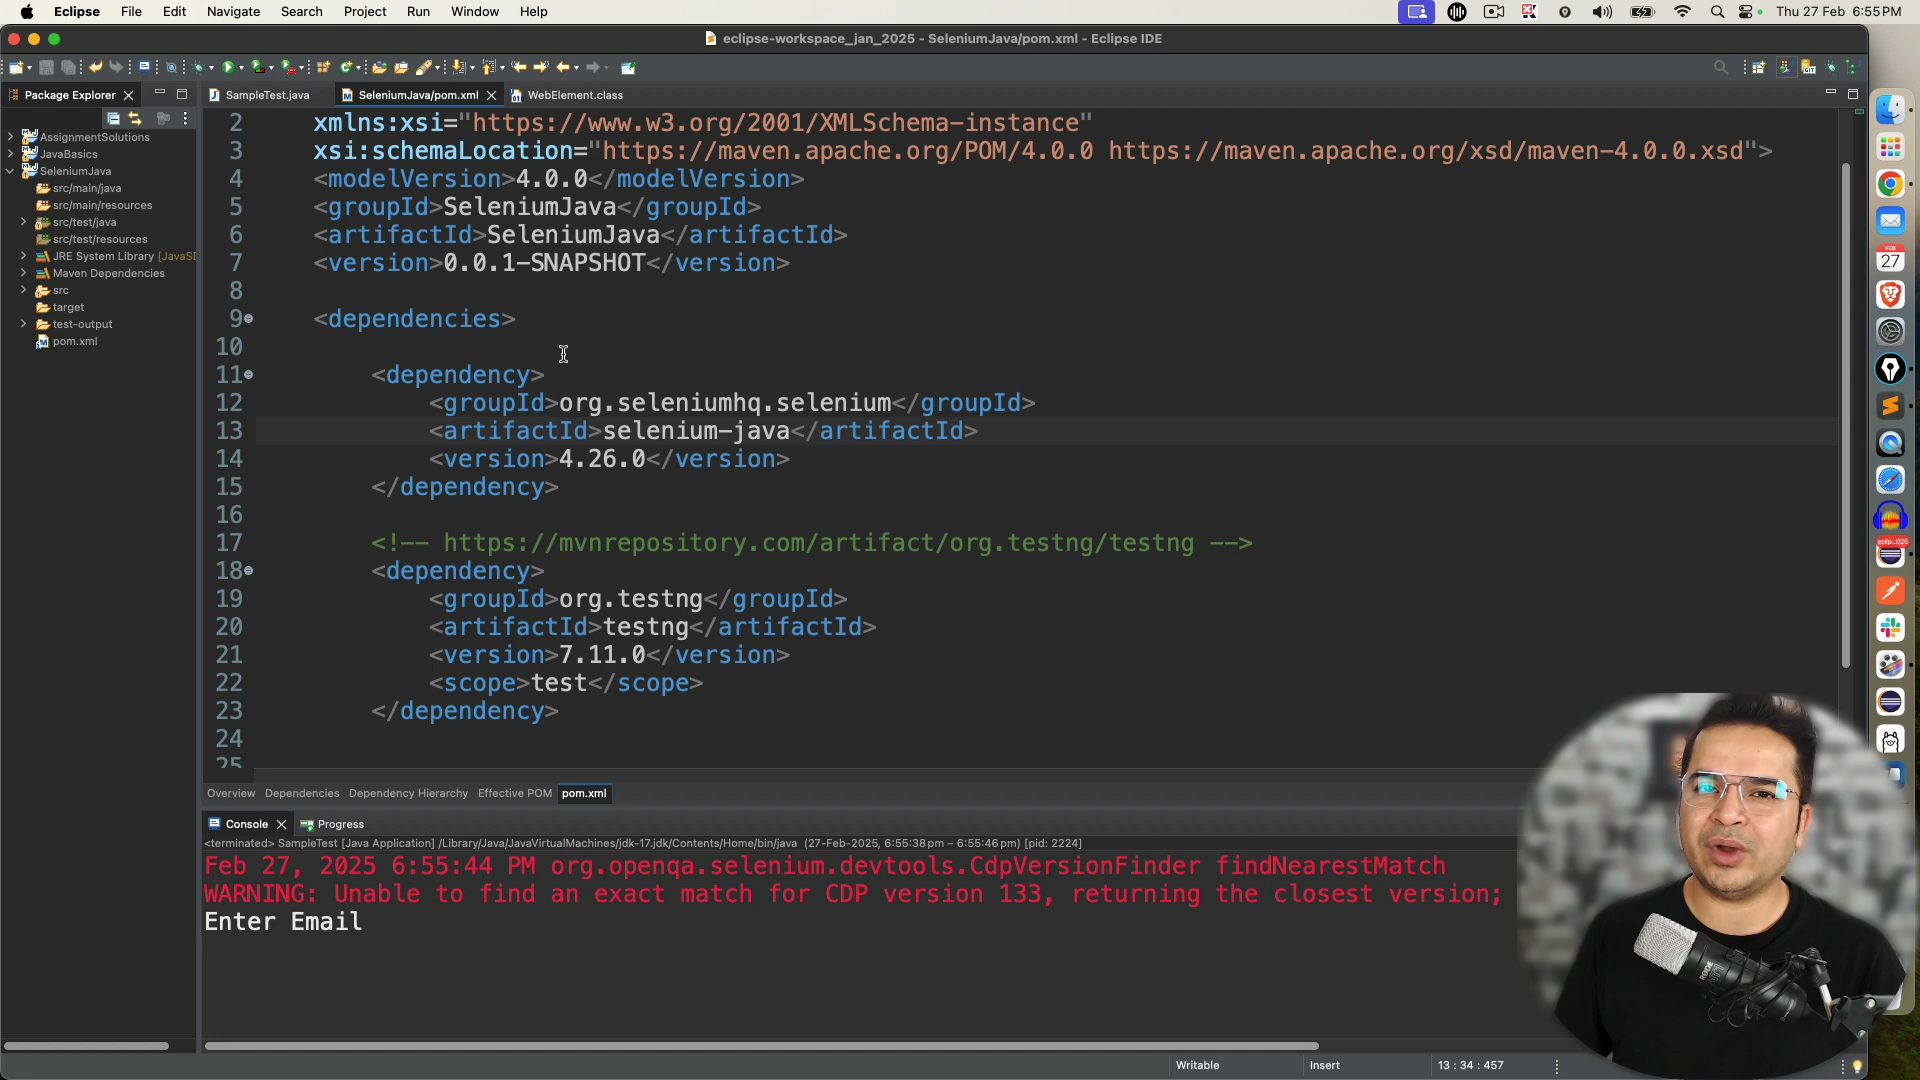 Eclipse File Edit Navigate Search Project Run Window Help
Thu 27 Feb 6:55 PM
eclipse-workspace_jan_2025 - SeleniumJava/pom.xml - Eclipse IDE
Package Explorer
SampleTest.java SeleniumJava/pom.xml WebElement.class
AssignmentSolutions
JavaBasics
SeleniumJava
src/main/java
src/main/resources
src/test/java
src/test/resources
JRE System Library [JavaSE
Maven Dependencies
src
target
test-output
pom.xml
2 xmlns:xsi="https://www.w3.org/2001/XMLSchema-instance"
3 xsi:schemaLocation="https://maven.apache.org/POM/4.0.0 https://maven.apache.org/xsd/maven-4.0.0.xsd">
4 <modelVersion>4.0.0</modelVersion>
5 <groupId>SeleniumJava</groupId>
6 <artifactId>SeleniumJava</artifactId>
7 <version>0.0.1-SNAPSHOT</version>
8
9 <dependencies>
10
11 <dependency>
12 <groupId>org.seleniumhq.selenium</groupId>
13 <artifactId>selenium-java</artifactId>
14 <version>4.26.0</version>
15 </dependency>
16
17 <!-- https://mvnrepository.com/artifact/org.testng/testng -->
18 <dependency>
19 <groupId>org.testng</groupId>
20 <artifactId>testng</artifactId>
21 <version>7.11.0</version>
22 <scope>test</scope>
23 </dependency>
24
25
Overview Dependencies Dependency Hierarchy Effective POM pom.xml
Console Progress
<terminated> SampleTest [Java Application] /Library/Java/JavaVirtualMachines/jdk-17.jdk/Contents/Home/bin/java (27-Feb-2025, 6:55:38 pm – 6:55:46 pm) [pid: 2224]
Feb 27, 2025 6:55:44 PM org.openqa.selenium.devtools.CdpVersionFinder findNearestMatch
WARNING: Unable to find an exact match for CDP version 133, returning the closest version;
Enter Email
Writable Insert 13 : 34 : 457
FEB
27
eclip...025
RØDE